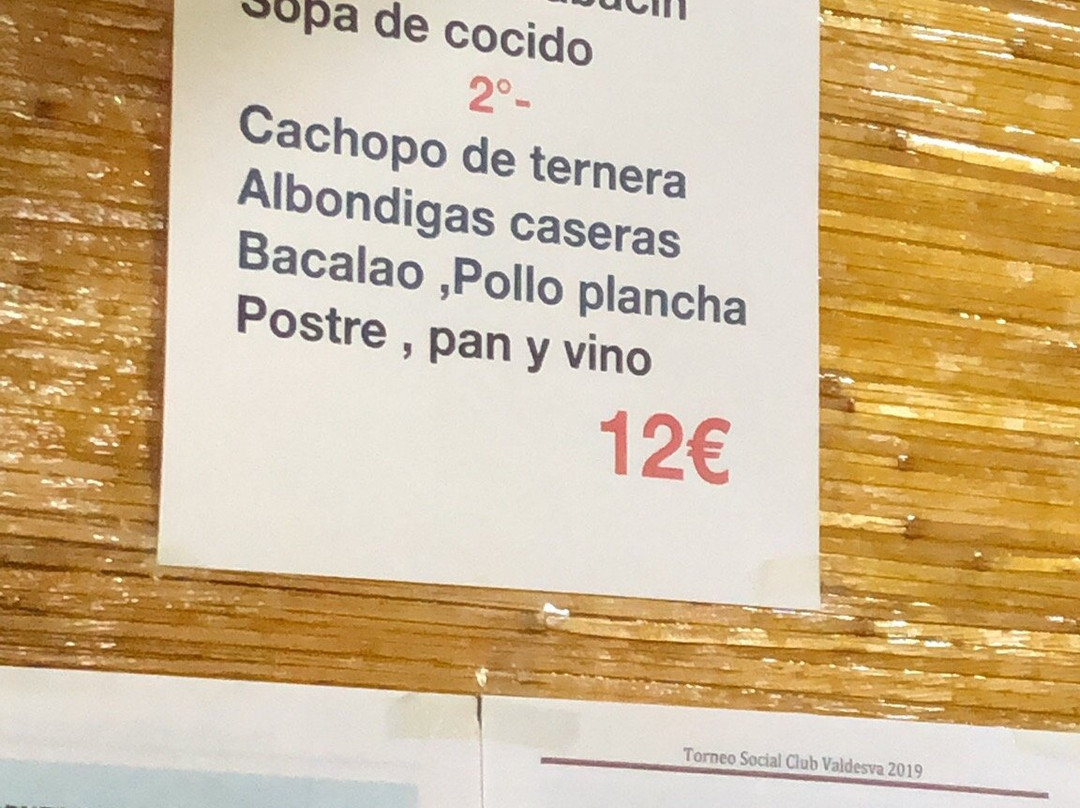 Sopa de cocido
2°-
Cachopo de ternera
Albondigas caseras
Bacalao ,Pollo plancha
Postre , pan y vino
12€
Torneo Social Club Valdesva 2019